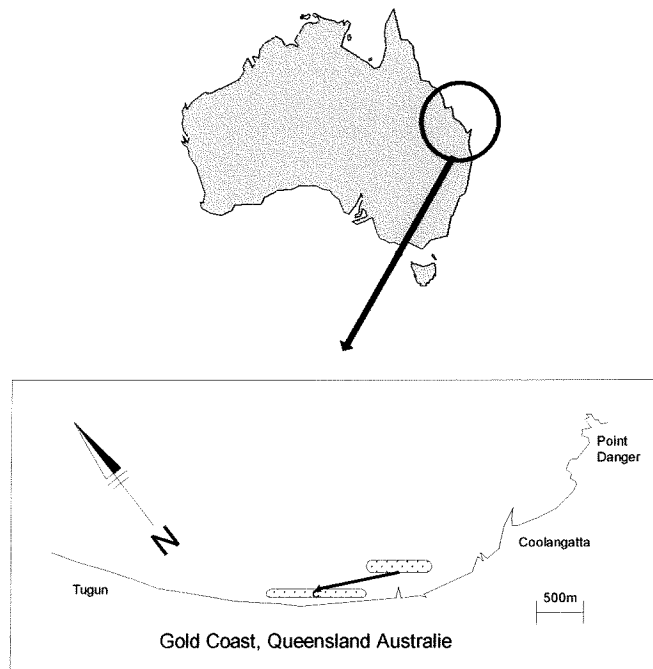 Point
Danger
N
Coolangatta
Tugun
500m
Gold Coast, Queensland Australie